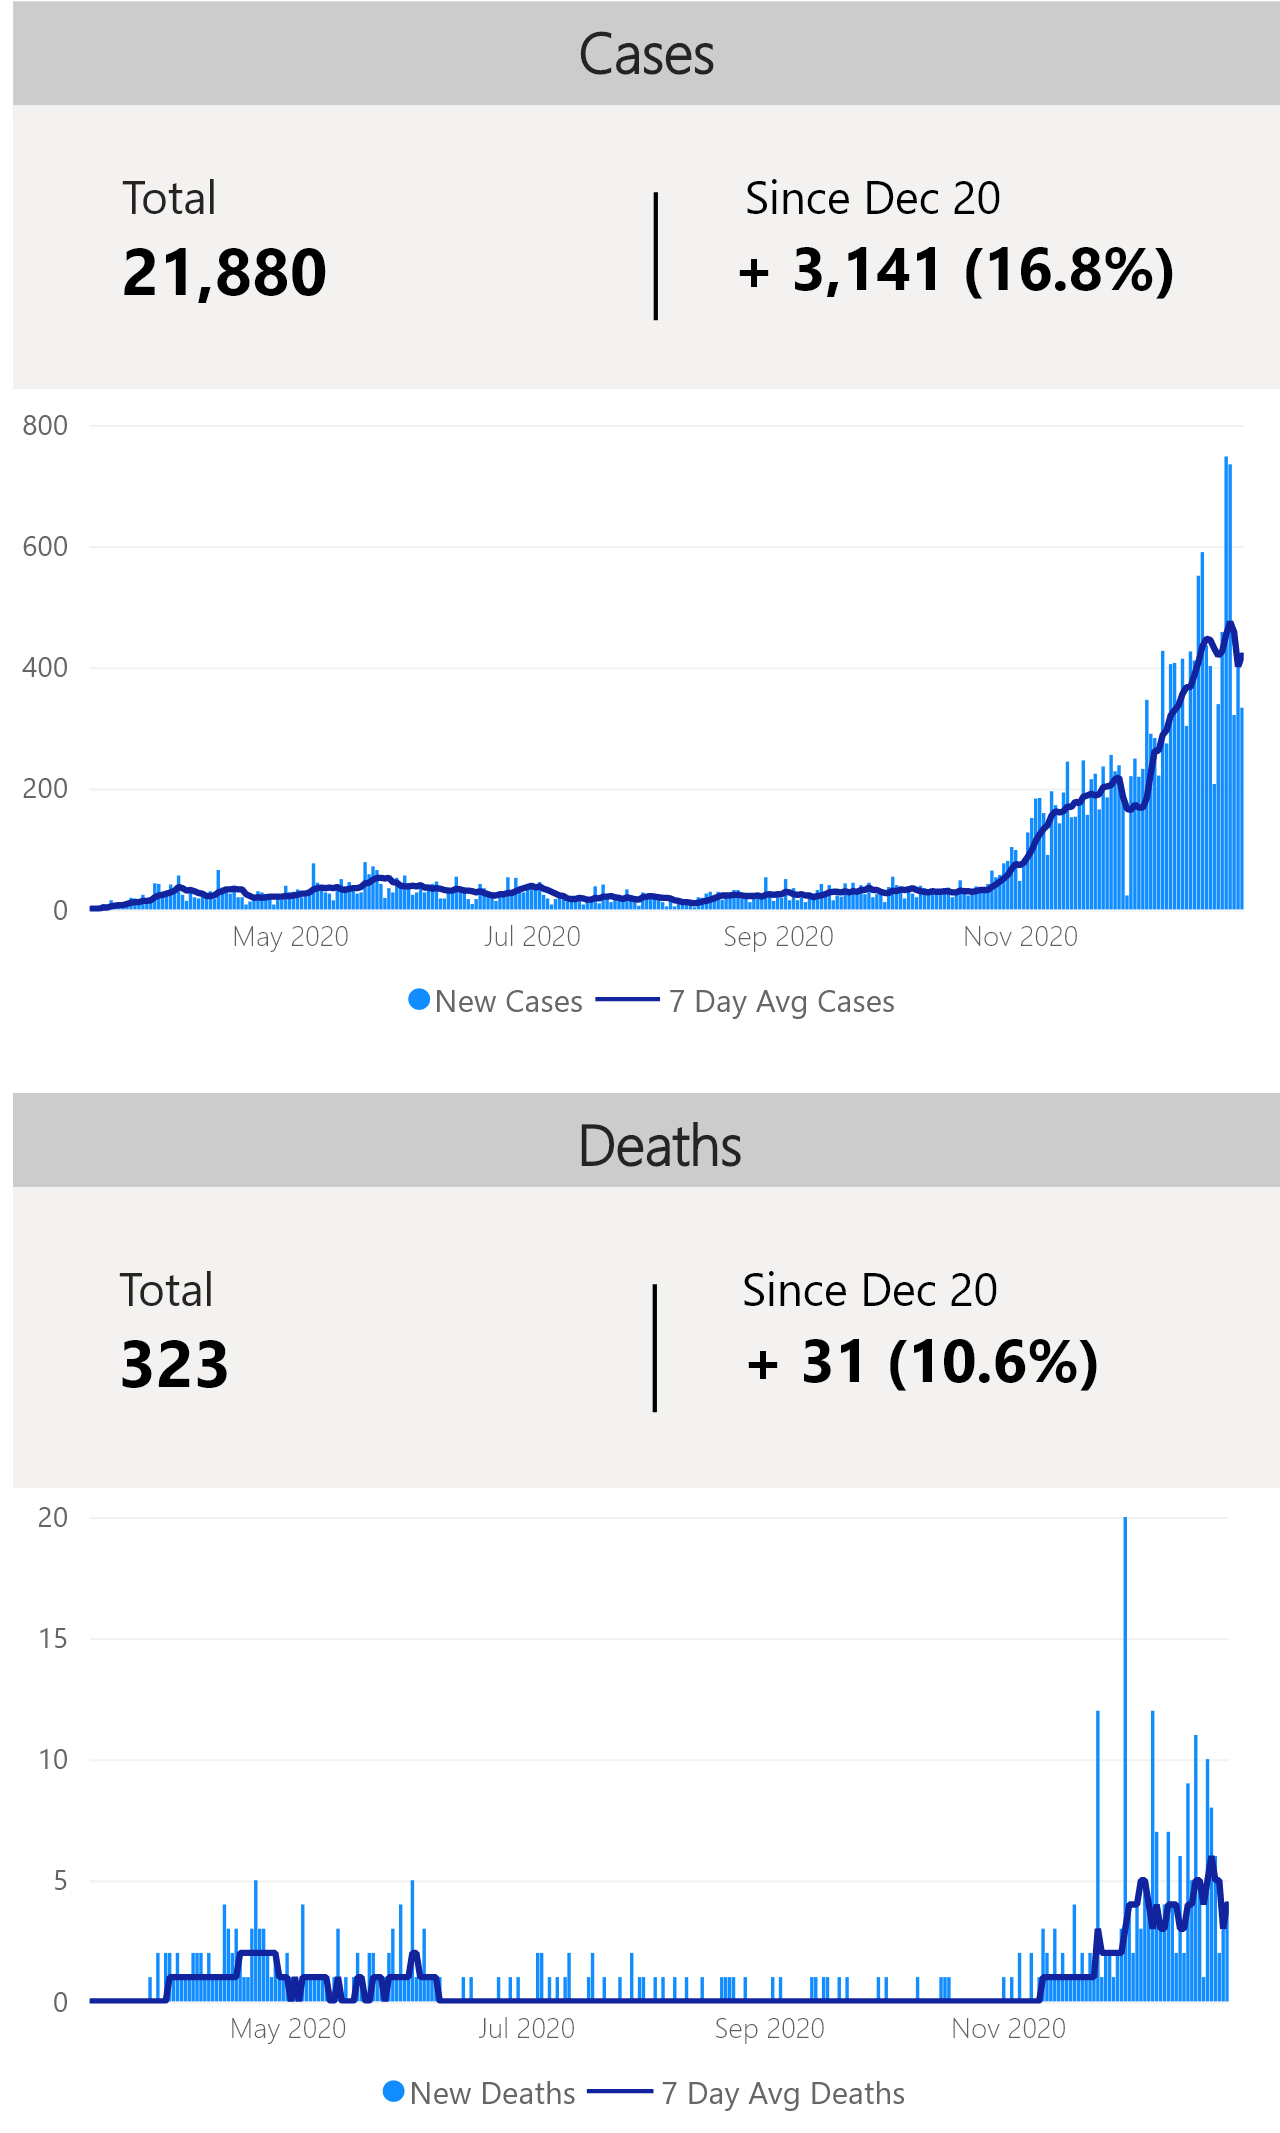 Cases
Total
Since Dec 20
21,880
+ 3,141 (16.8%)
800
600
400
200
0
May 2020
Jul 2020
Sep 2020
Nov 2020
New Cases
7 Day Avg Cases
Deaths
Total
Since Dec 20
323
+ 31 (10.6%)
20
15
10
5
0
May 2020
Jul 2020
Sep 2020
Nov 2020
New Deaths
7 Day Avg Deaths